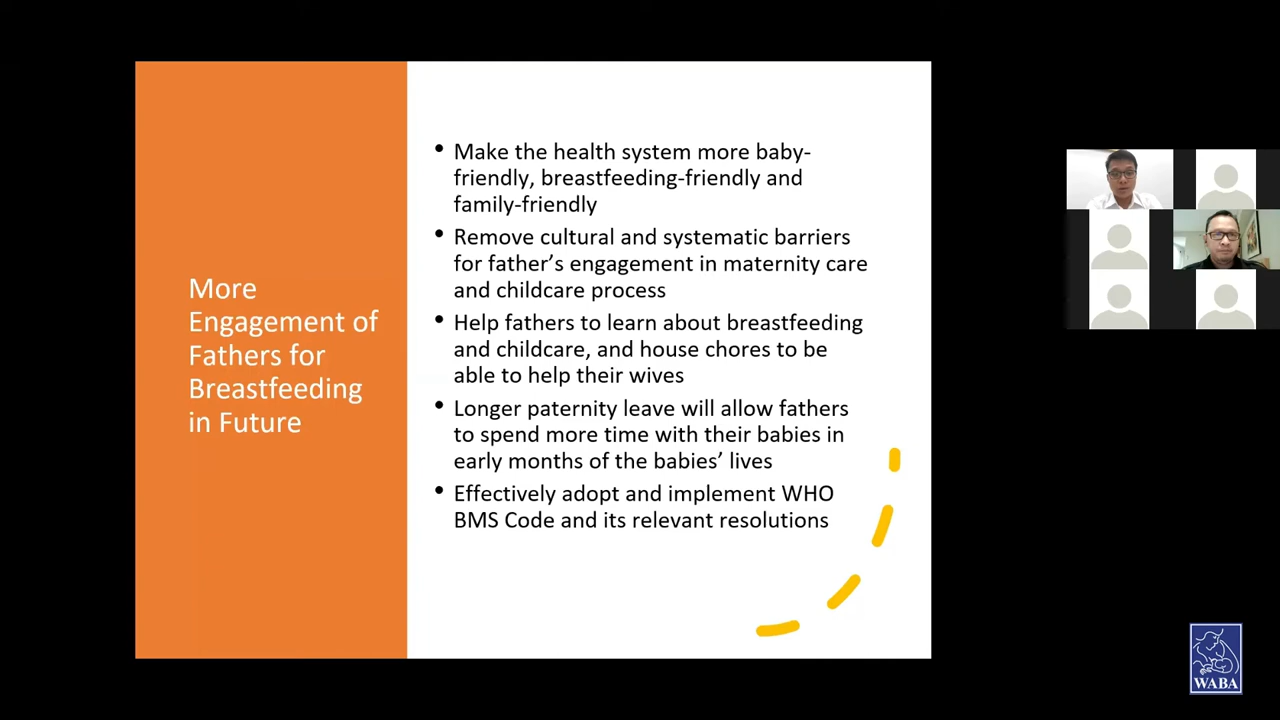 More
Engagement of
Fathers for
Breastfeeding
in Future
• Make the health system more baby-
friendly, breastfeeding-friendly and
family-friendly
• Remove cultural and systematic barriers
for father’s engagement in maternity care
and childcare process
• Help fathers to learn about breastfeeding
and childcare, and house chores to be
able to help their wives
• Longer paternity leave will allow fathers
to spend more time with their babies in
early months of the babies’ lives
• Effectively adopt and implement WHO
BMS Code and its relevant resolutions
WABA